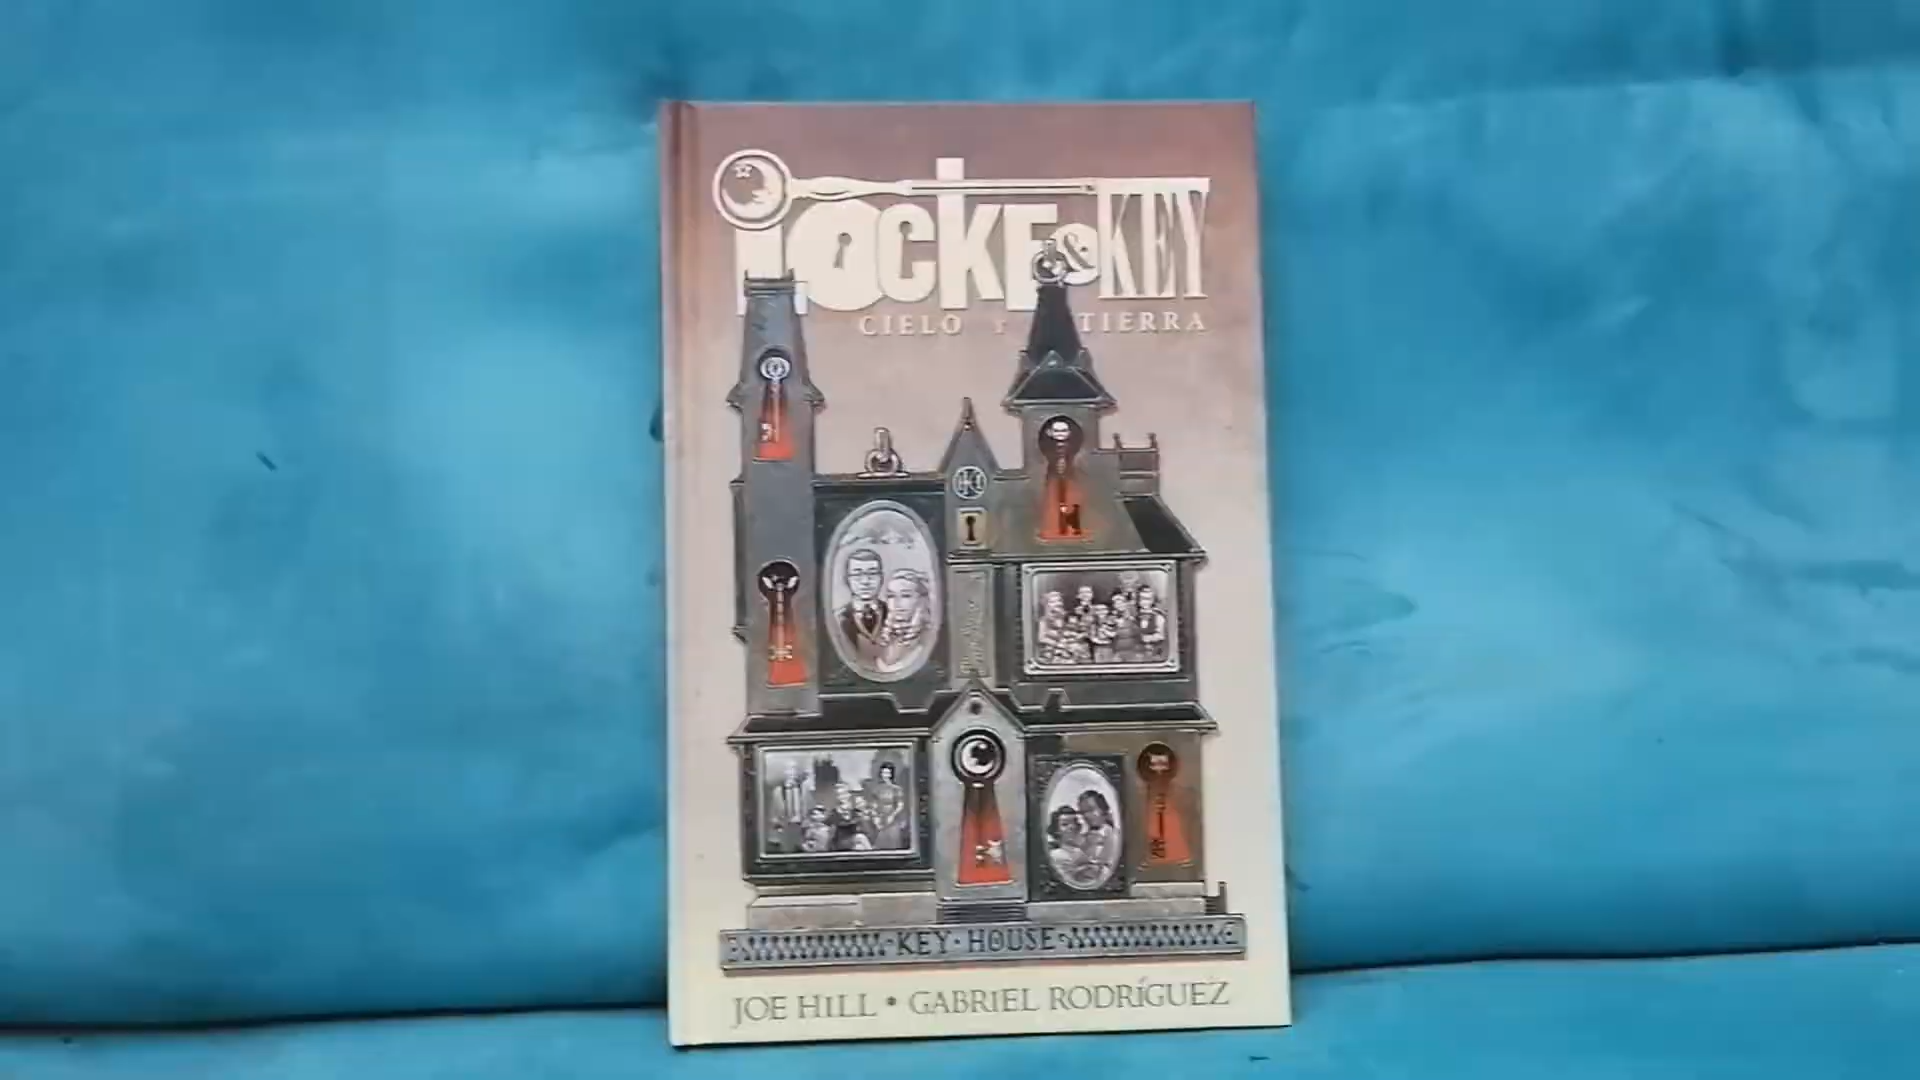 LOCKE & KEY
CIELO Y TIERRA
KEY · HOUSE
JOE HILL • GABRIEL RODRÍGUEZ